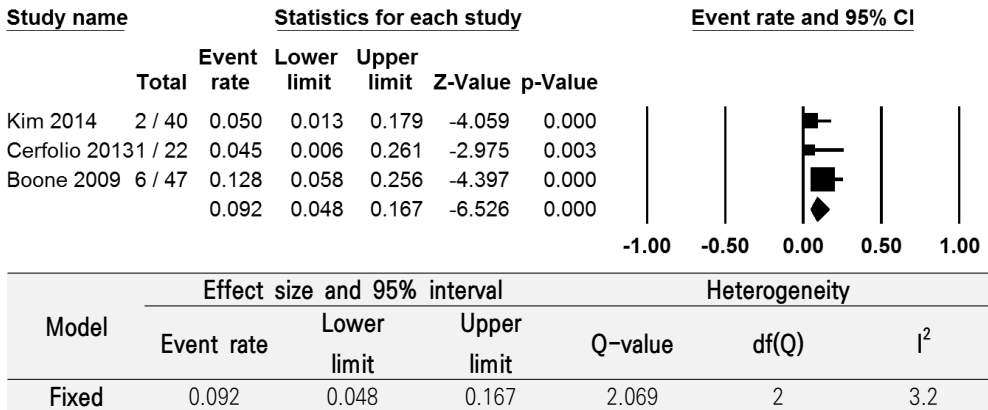 Study name Statistics for each study Event rate and 95% CI
Event Lower Upper
Total rate limit limit Z-Value p-Value
Kim 2014 2 / 40 0.050 0.013 0.179 -4.059 0.000
Cerfolio 20131 / 22 0.045 0.006 0.261 -2.975 0.003
Boone 2009 6 / 47 0.128 0.058 0.256 -4.397 0.000
0.092 0.048 0.167 -6.526 0.000
-1.00 -0.50 0.00 0.50 1.00
Effect size and 95% interval Heterogeneity
Model Event rate Lower limit Upper limit Q-value df(Q) I²
Fixed 0.092 0.048 0.167 2.069 2 3.2